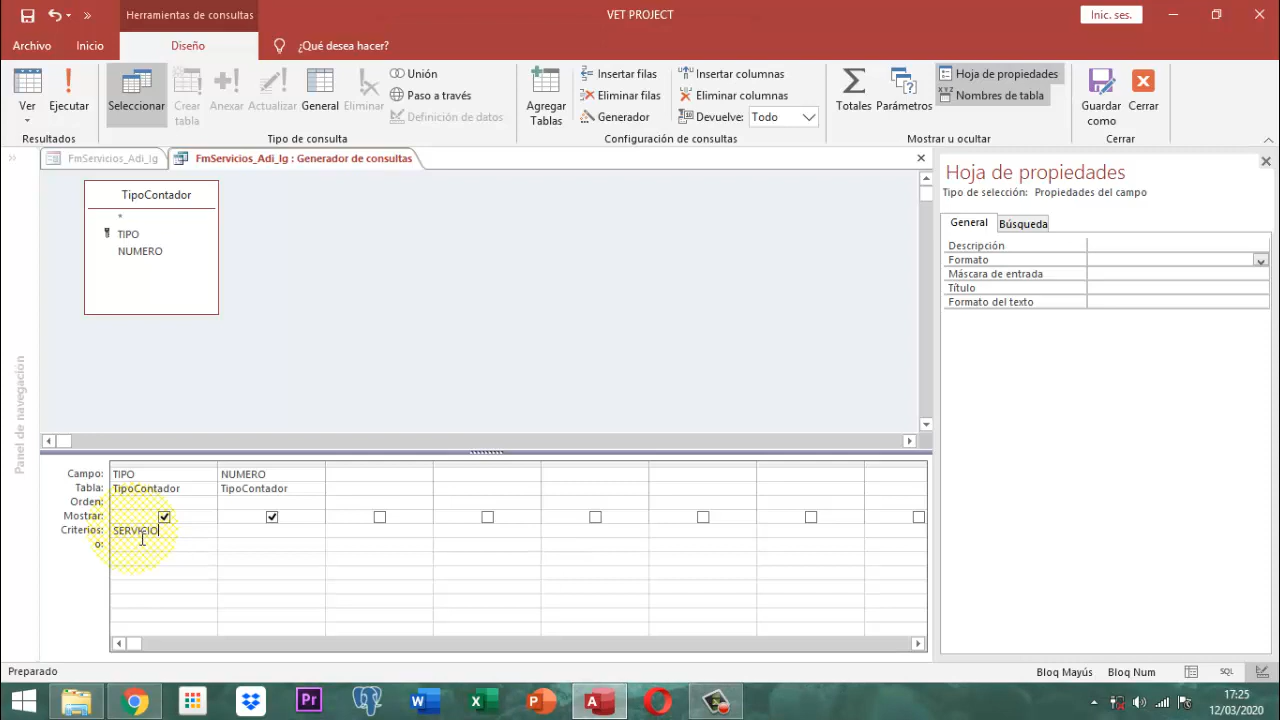 Herramientas de consultas
VET PROJECT
Inic. ses.
Archivo
Inicio
Diseño
¿Qué desea hacer?
Ver
Ejecutar
Resultados
Seleccionar
Crear tabla
Anexar
Actualizar
General
Eliminar
Unión
Paso a través
Definición de datos
Tipo de consulta
Agregar Tablas
Insertar filas
Eliminar filas
Generador
Insertar columnas
Eliminar columnas
Devuelve: Todo
Configuración de consultas
Totales
Parámetros
Hoja de propiedades
Nombres de tabla
Mostrar u ocultar
Guardar como
Cerrar
Cerrar
FmServicios_Adi_Ig
FmServicios_Adi_Ig : Generador de consultas
Panel de navegación
TipoContador
*
TIPO
NUMERO
Hoja de propiedades
Tipo de selección: Propiedades del campo
General
Búsqueda
Descripción
Formato
Máscara de entrada
Título
Formato del texto
Campo: TIPO NUMERO
Tabla: TipoContador TipoContador
Orden:
Mostrar:
Criterios: SERVICIO
o:
Preparado
Bloq Mayús
Bloq Num
SQL
Pr
17:25
12/03/2020